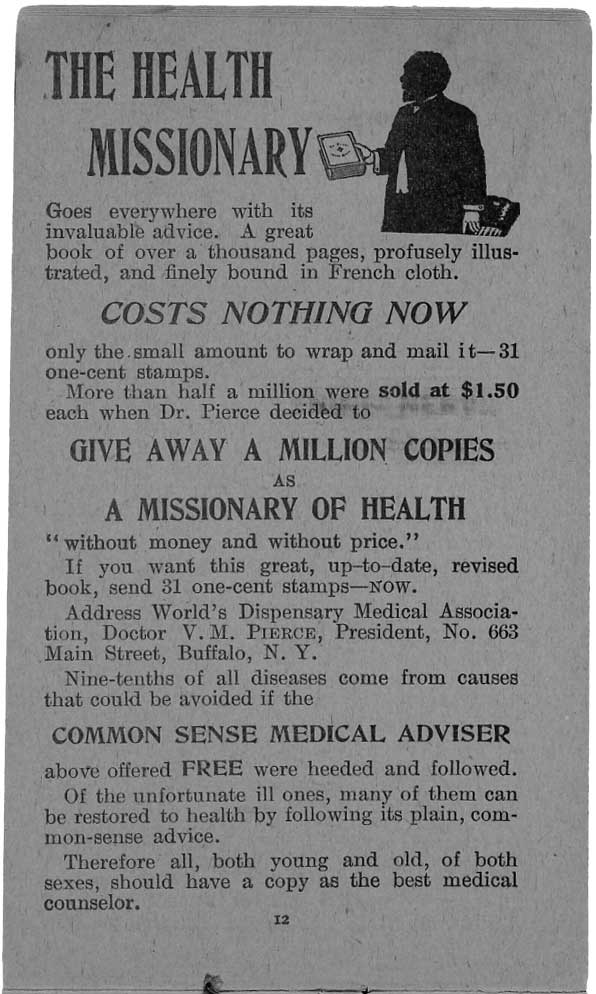 THE HEALTH
MISSIONARY
Goes everywhere with its
invaluable advice. A great
book of over a thousand pages, profusely illus-
trated, and finely bound in French cloth.
COSTS NOTHING NOW
only the small amount to wrap and mail it—31
one-cent stamps.
More than half a million were sold at $1.50
each when Dr. Pierce decided to
GIVE AWAY A MILLION COPIES
AS
A MISSIONARY OF HEALTH
"without money and without price."
If you want this great, up-to-date, revised
book, send 31 one-cent stamps—NOW.
Address World's Dispensary Medical Associa-
tion, Doctor V. M. PIERCE, President, No. 663
Main Street, Buffalo, N. Y.
Nine-tenths of all diseases come from causes
that could be avoided if the
COMMON SENSE MEDICAL ADVISER
above offered FREE were heeded and followed.
Of the unfortunate ill ones, many of them can
be restored to health by following its plain, com-
mon-sense advice.
Therefore all, both young and old, of both
sexes, should have a copy as the best medical
counselor.
12